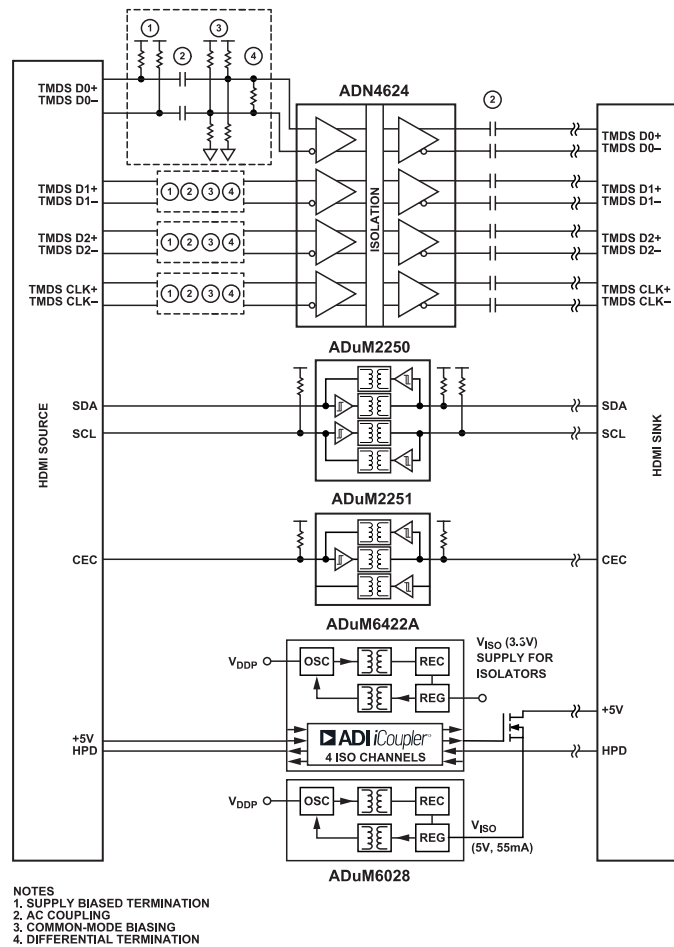 1
3
2
4
TMDS D0+
TMDS D0–
ADN4624
2
TMDS D0+
TMDS D0–
TMDS D1+
TMDS D1–
1 2 3 4
TMDS D1+
TMDS D1–
ISOLATION
TMDS D2+
TMDS D2–
1 2 3 4
TMDS D2+
TMDS D2–
TMDS CLK+
TMDS CLK–
1 2 3 4
TMDS CLK+
TMDS CLK–
ADuM2250
HDMI SOURCE
SDA
SCL
SDA
SCL
HDMI SINK
ADuM2251
CEC
CEC
ADuM6422A
VDDP
OSC
REC
REG
VISO (3.3V)
SUPPLY FOR
ISOLATORS
+5V
HPD
ADI iCoupler
4 ISO CHANNELS
+5V
HPD
VDDP
OSC
REC
REG
VISO
(5V, 55mA)
ADuM6028
NOTES
1. SUPPLY BIASED TERMINATION
2. AC COUPLING
3. COMMON-MODE BIASING
4. DIFFERENTIAL TERMINATION